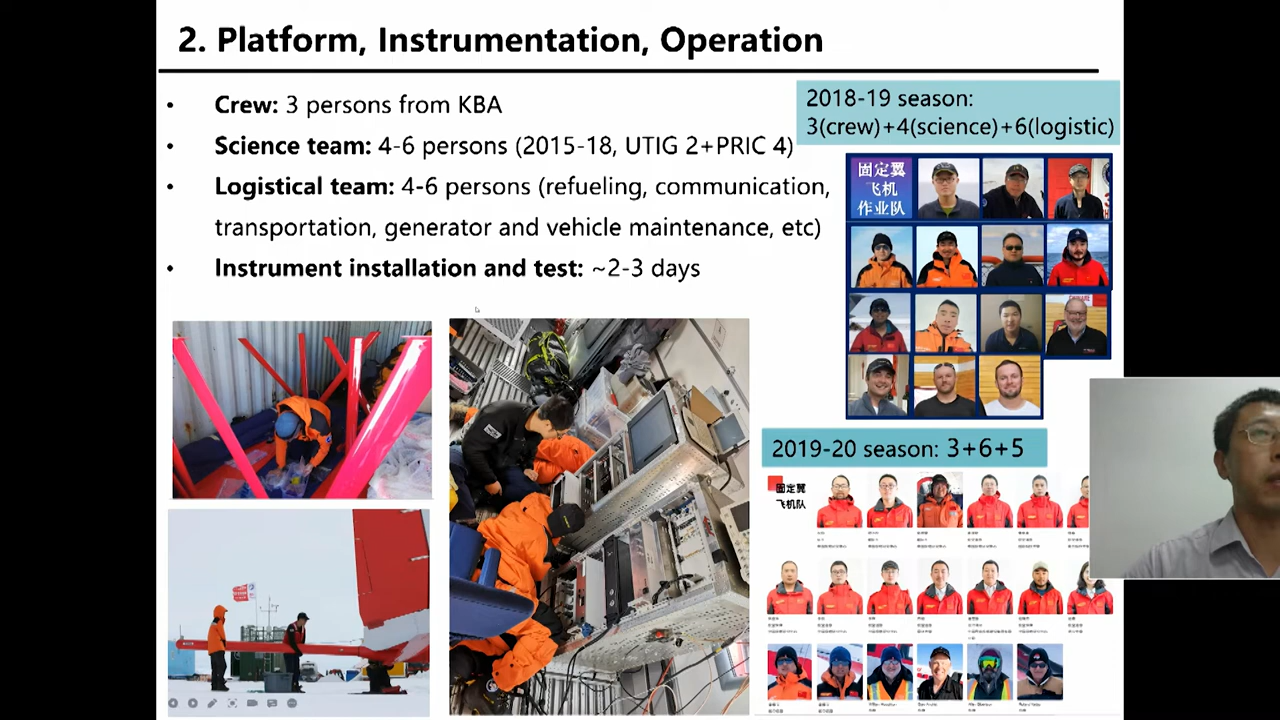 2. Platform, Instrumentation, Operation
• Crew: 3 persons from KBA
• Science team: 4-6 persons (2015-18, UTIG 2+PRIC 4)
• Logistical team: 4-6 persons (refueling, communication,
transportation, generator and vehicle maintenance, etc)
• Instrument installation and test: ~2-3 days
2018-19 season:
3(crew)+4(science)+6(logistic)
固定翼
飞机
作业队
2019-20 season: 3+6+5
固定翼
飞机队